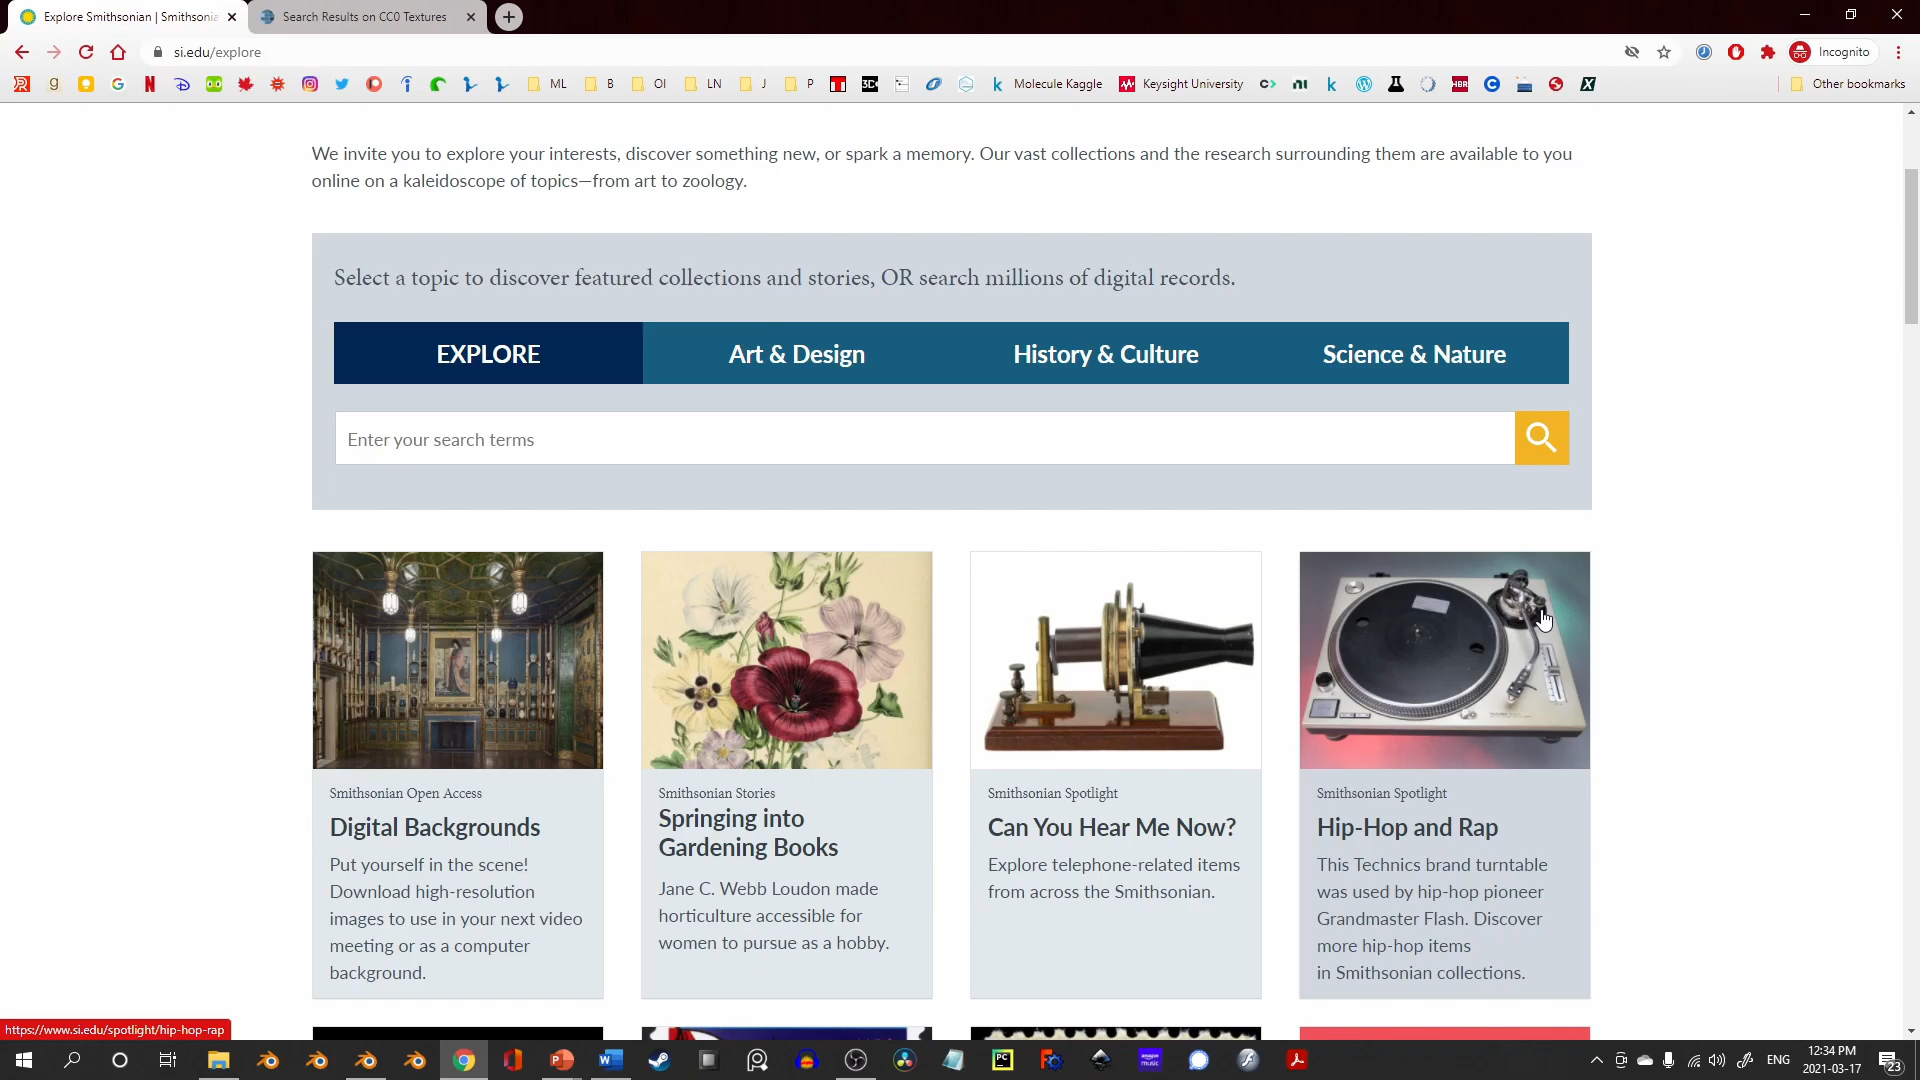 Explore Smithsonian | Smithsonia
Search Results on CC0 Textures
si.edu/explore
Incognito
ML
B
OI
LN
J
P
Molecule Kaggle
Keysight University
Other bookmarks
We invite you to explore your interests, discover something new, or spark a memory. Our vast collections and the research surrounding them are available to you
online on a kaleidoscope of topics—from art to zoology.
Select a topic to discover featured collections and stories, OR search millions of digital records.
EXPLORE
Art & Design
History & Culture
Science & Nature
Enter your search terms
Smithsonian Open Access
Digital Backgrounds
Put yourself in the scene!
Download high-resolution
images to use in your next video
meeting or as a computer
background.
Smithsonian Stories
Springing into
Gardening Books
Jane C. Webb Loudon made
horticulture accessible for
women to pursue as a hobby.
Smithsonian Spotlight
Can You Hear Me Now?
Explore telephone-related items
from across the Smithsonian.
Smithsonian Spotlight
Hip-Hop and Rap
This Technics brand turntable
was used by hip-hop pioneer
Grandmaster Flash. Discover
more hip-hop items
in Smithsonian collections.
https://www.si.edu/spotlight/hip-hop-rap
ENG
12:34 PM
2021-03-17
23